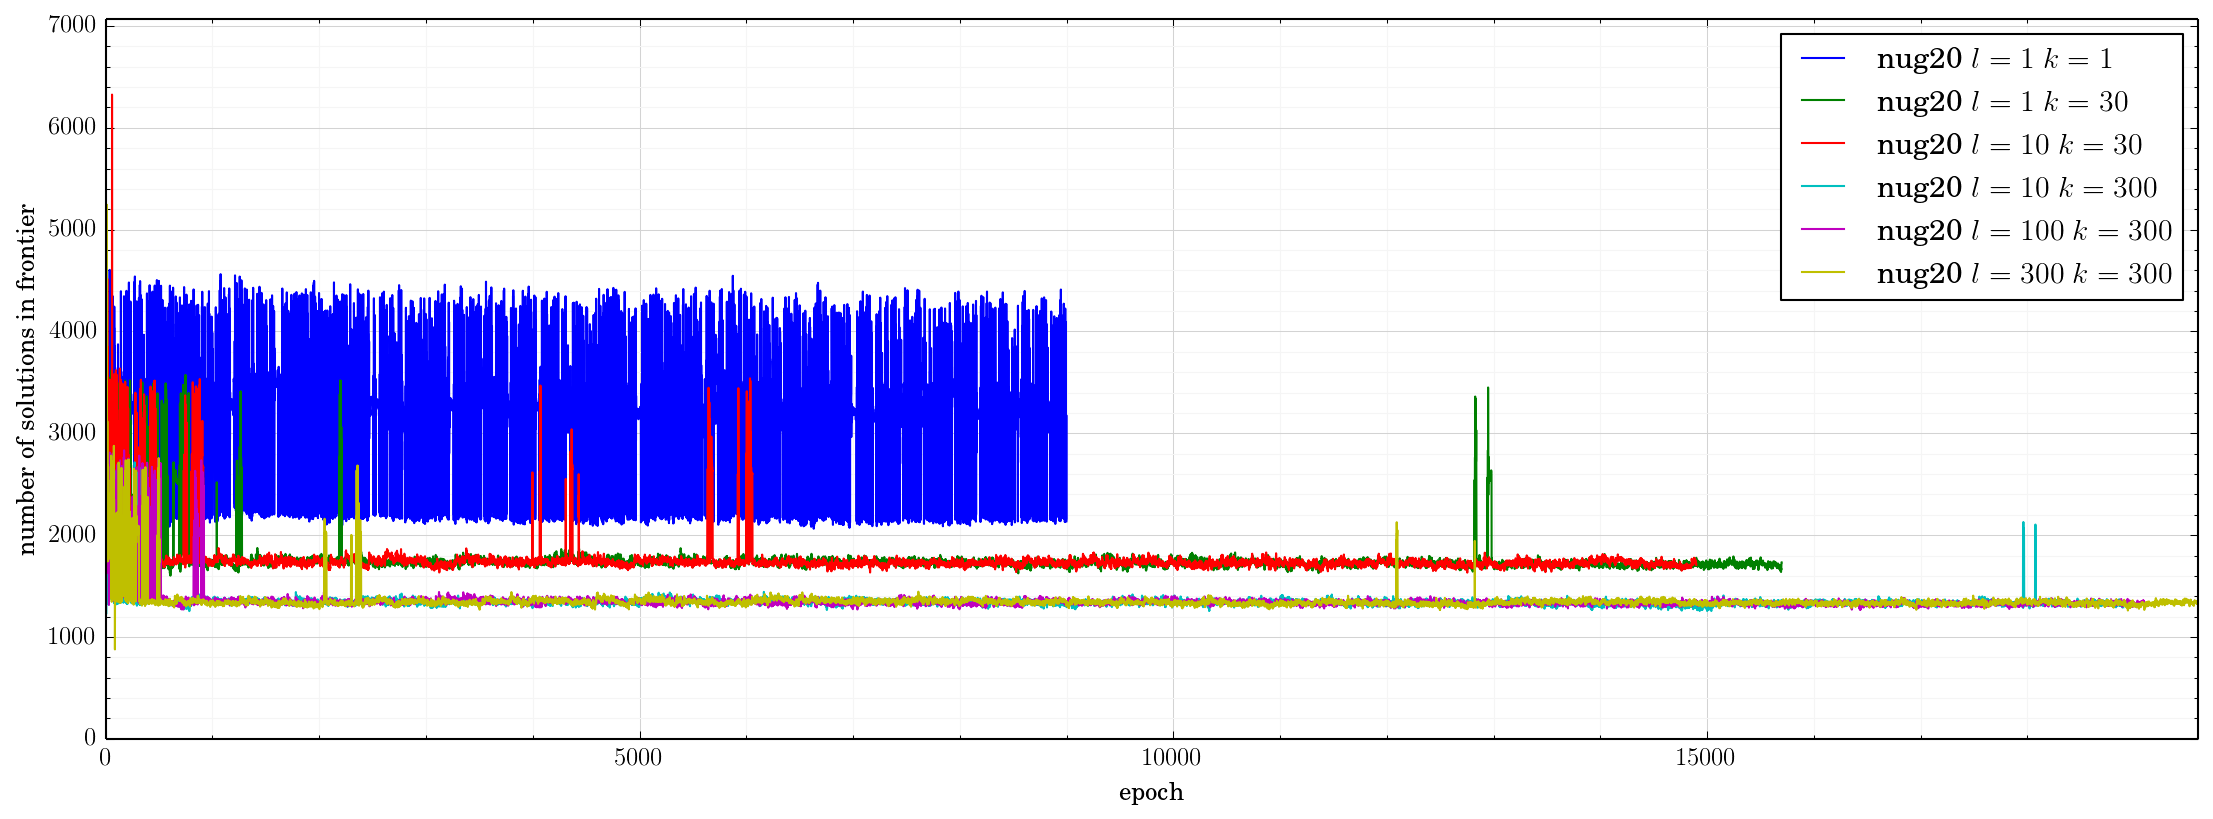 7000
6000
5000
4000
3000
2000
1000
0
number of solutions in frontier
0 5000 10000 15000
epoch
nug20 l = 1 k = 1
nug20 l = 1 k = 30
nug20 l = 10 k = 30
nug20 l = 10 k = 300
nug20 l = 100 k = 300
nug20 l = 300 k = 300